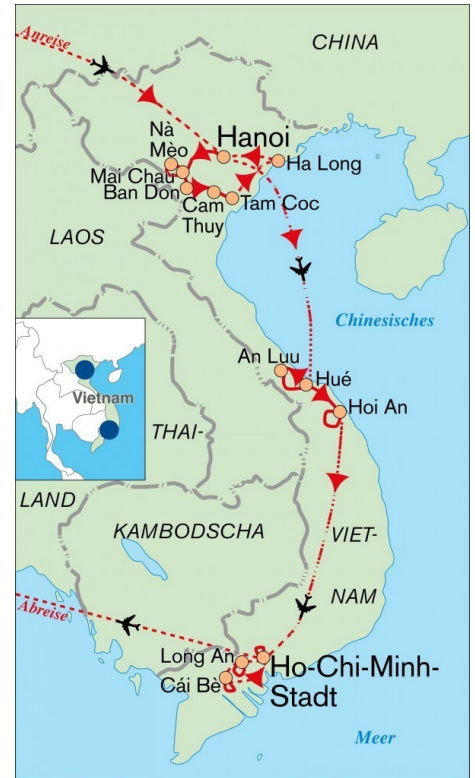 Anreise
CHINA
Nà
Mèo
Hanoi
Ha Long
Mai Chau
Ban Don
Cam
Thuy
Tam Coc
LAOS
Chinesisches
An Luu
Hué
Hoi An
Vietnam
THAI-
LAND
KAMBODSCHA
VIET-
NAM
Abreise
Long An
Cái Bè
Ho-Chi-Minh-
Stadt
Meer